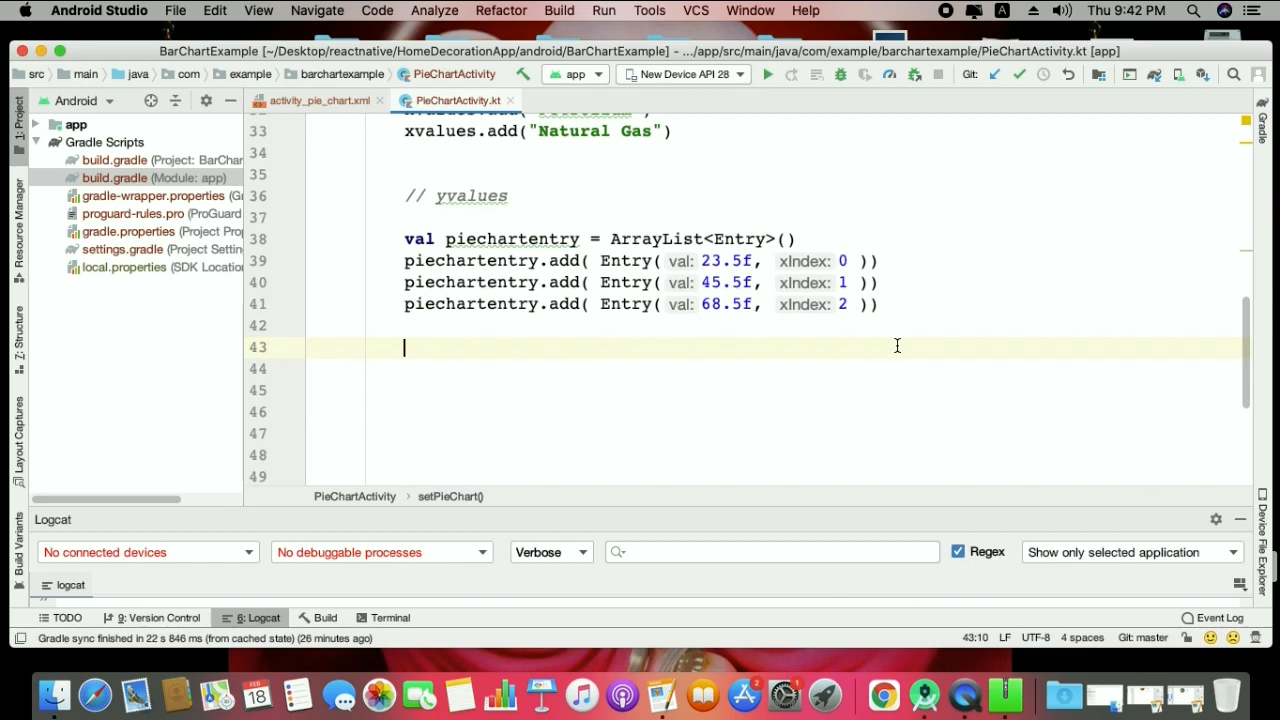 Android Studio File Edit View Navigate Code Analyze Refactor Build Run Tools VCS Window Help A Thu 9:42 PM
BarChartExample [~/Desktop/reactnative/HomeDecorationApp/android/BarChartExample] - .../app/src/main/java/com/example/barchartexample/PieChartActivity.kt [app]
src main java com example barchartexample PieChartActivity app New Device API 28 Git:
Android activity_pie_chart.xml PieChartActivity.kt
1: Project
Resource Manager
Z: Structure
Layout Captures
Build Variants
app
Gradle Scripts
build.gradle (Project: BarChar
build.gradle (Module: app)
gradle-wrapper.properties (G
proguard-rules.pro (ProGuard
gradle.properties (Project Pro
settings.gradle (Project Settin
local.properties (SDK Locatio
33 xvalues.add("Natural Gas")
34
35
36 // yvalues
37
38 val piechartentry = ArrayList<Entry>()
39 piechartentry.add( Entry( val: 23.5f, xIndex: 0 ))
40 piechartentry.add( Entry( val: 45.5f, xIndex: 1 ))
41 piechartentry.add( Entry( val: 68.5f, xIndex: 2 ))
42
43
44
45
46
47
48
49
Gradle
Device File Explorer
PieChartActivity setPieChart()
Logcat
No connected devices No debuggable processes Verbose Regex Show only selected application
logcat
TODO 9: Version Control 6: Logcat Build Terminal Event Log
Gradle sync finished in 22 s 846 ms (from cached state) (26 minutes ago) 43:10 LF UTF-8 4 spaces Git: master
FEB
18
2
1